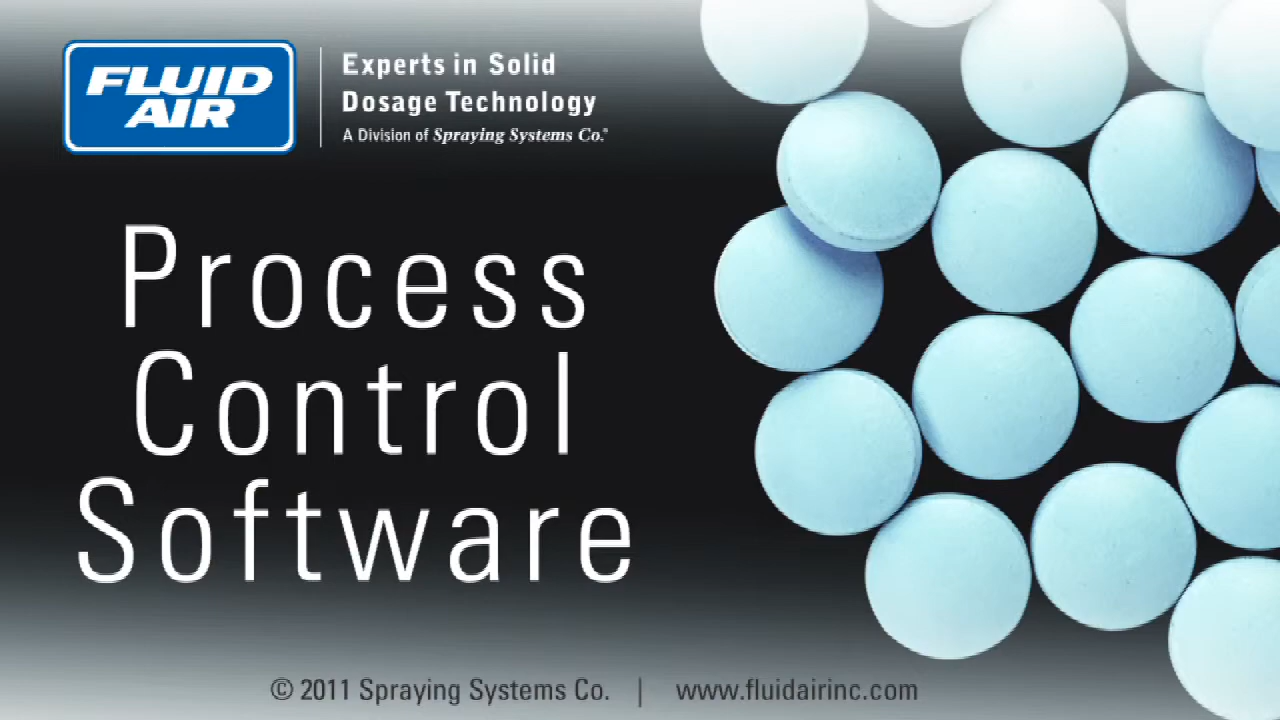 FLUID
AIR
Experts in Solid
Dosage Technology
A Division of Spraying Systems Co.®
Process
Control
Software
© 2011 Spraying Systems Co. | www.fluidairinc.com